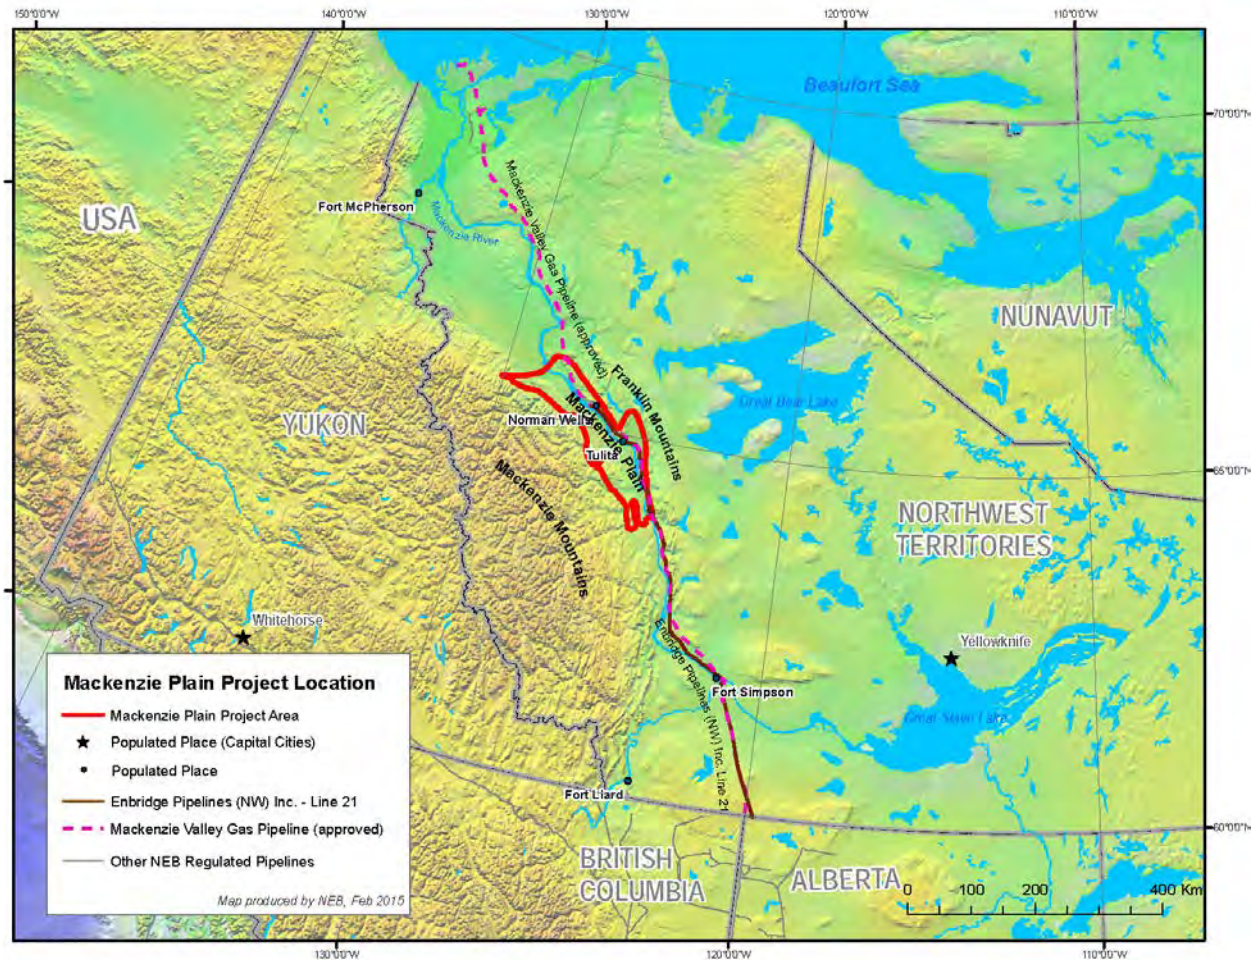 150°0'0"W
140°0'0"W
130°0'0"W
120°0'0"W
110°0'0"W
Beaufort Sea
70°0'0"N
Fort McPherson
Mackenzie River
USA
Mackenzie Valley Gas Pipeline (approved)
NUNAVUT
Franklin Mountains
Great Bear Lake
YUKON
Norman Wells
Mackenzie Plain
Tulita
65°0'0"N
Mackenzie Mountains
NORTHWEST
TERRITORIES
Whitehorse
Yellowknife
Enbridge Pipelines (NW) Inc. Line 21
Fort Simpson
Great Slave Lake
Fort Liard
60°0'0"N
BRITISH
COLUMBIA
ALBERTA
0 100 200 400 Km
Mackenzie Plain Project Location
Mackenzie Plain Project Area
Populated Place (Capital Cities)
Populated Place
Enbridge Pipelines (NW) Inc. - Line 21
Mackenzie Valley Gas Pipeline (approved)
Other NEB Regulated Pipelines
Map produced by NEB, Feb 2015
130°0'0"W
120°0'0"W
110°0'0"W